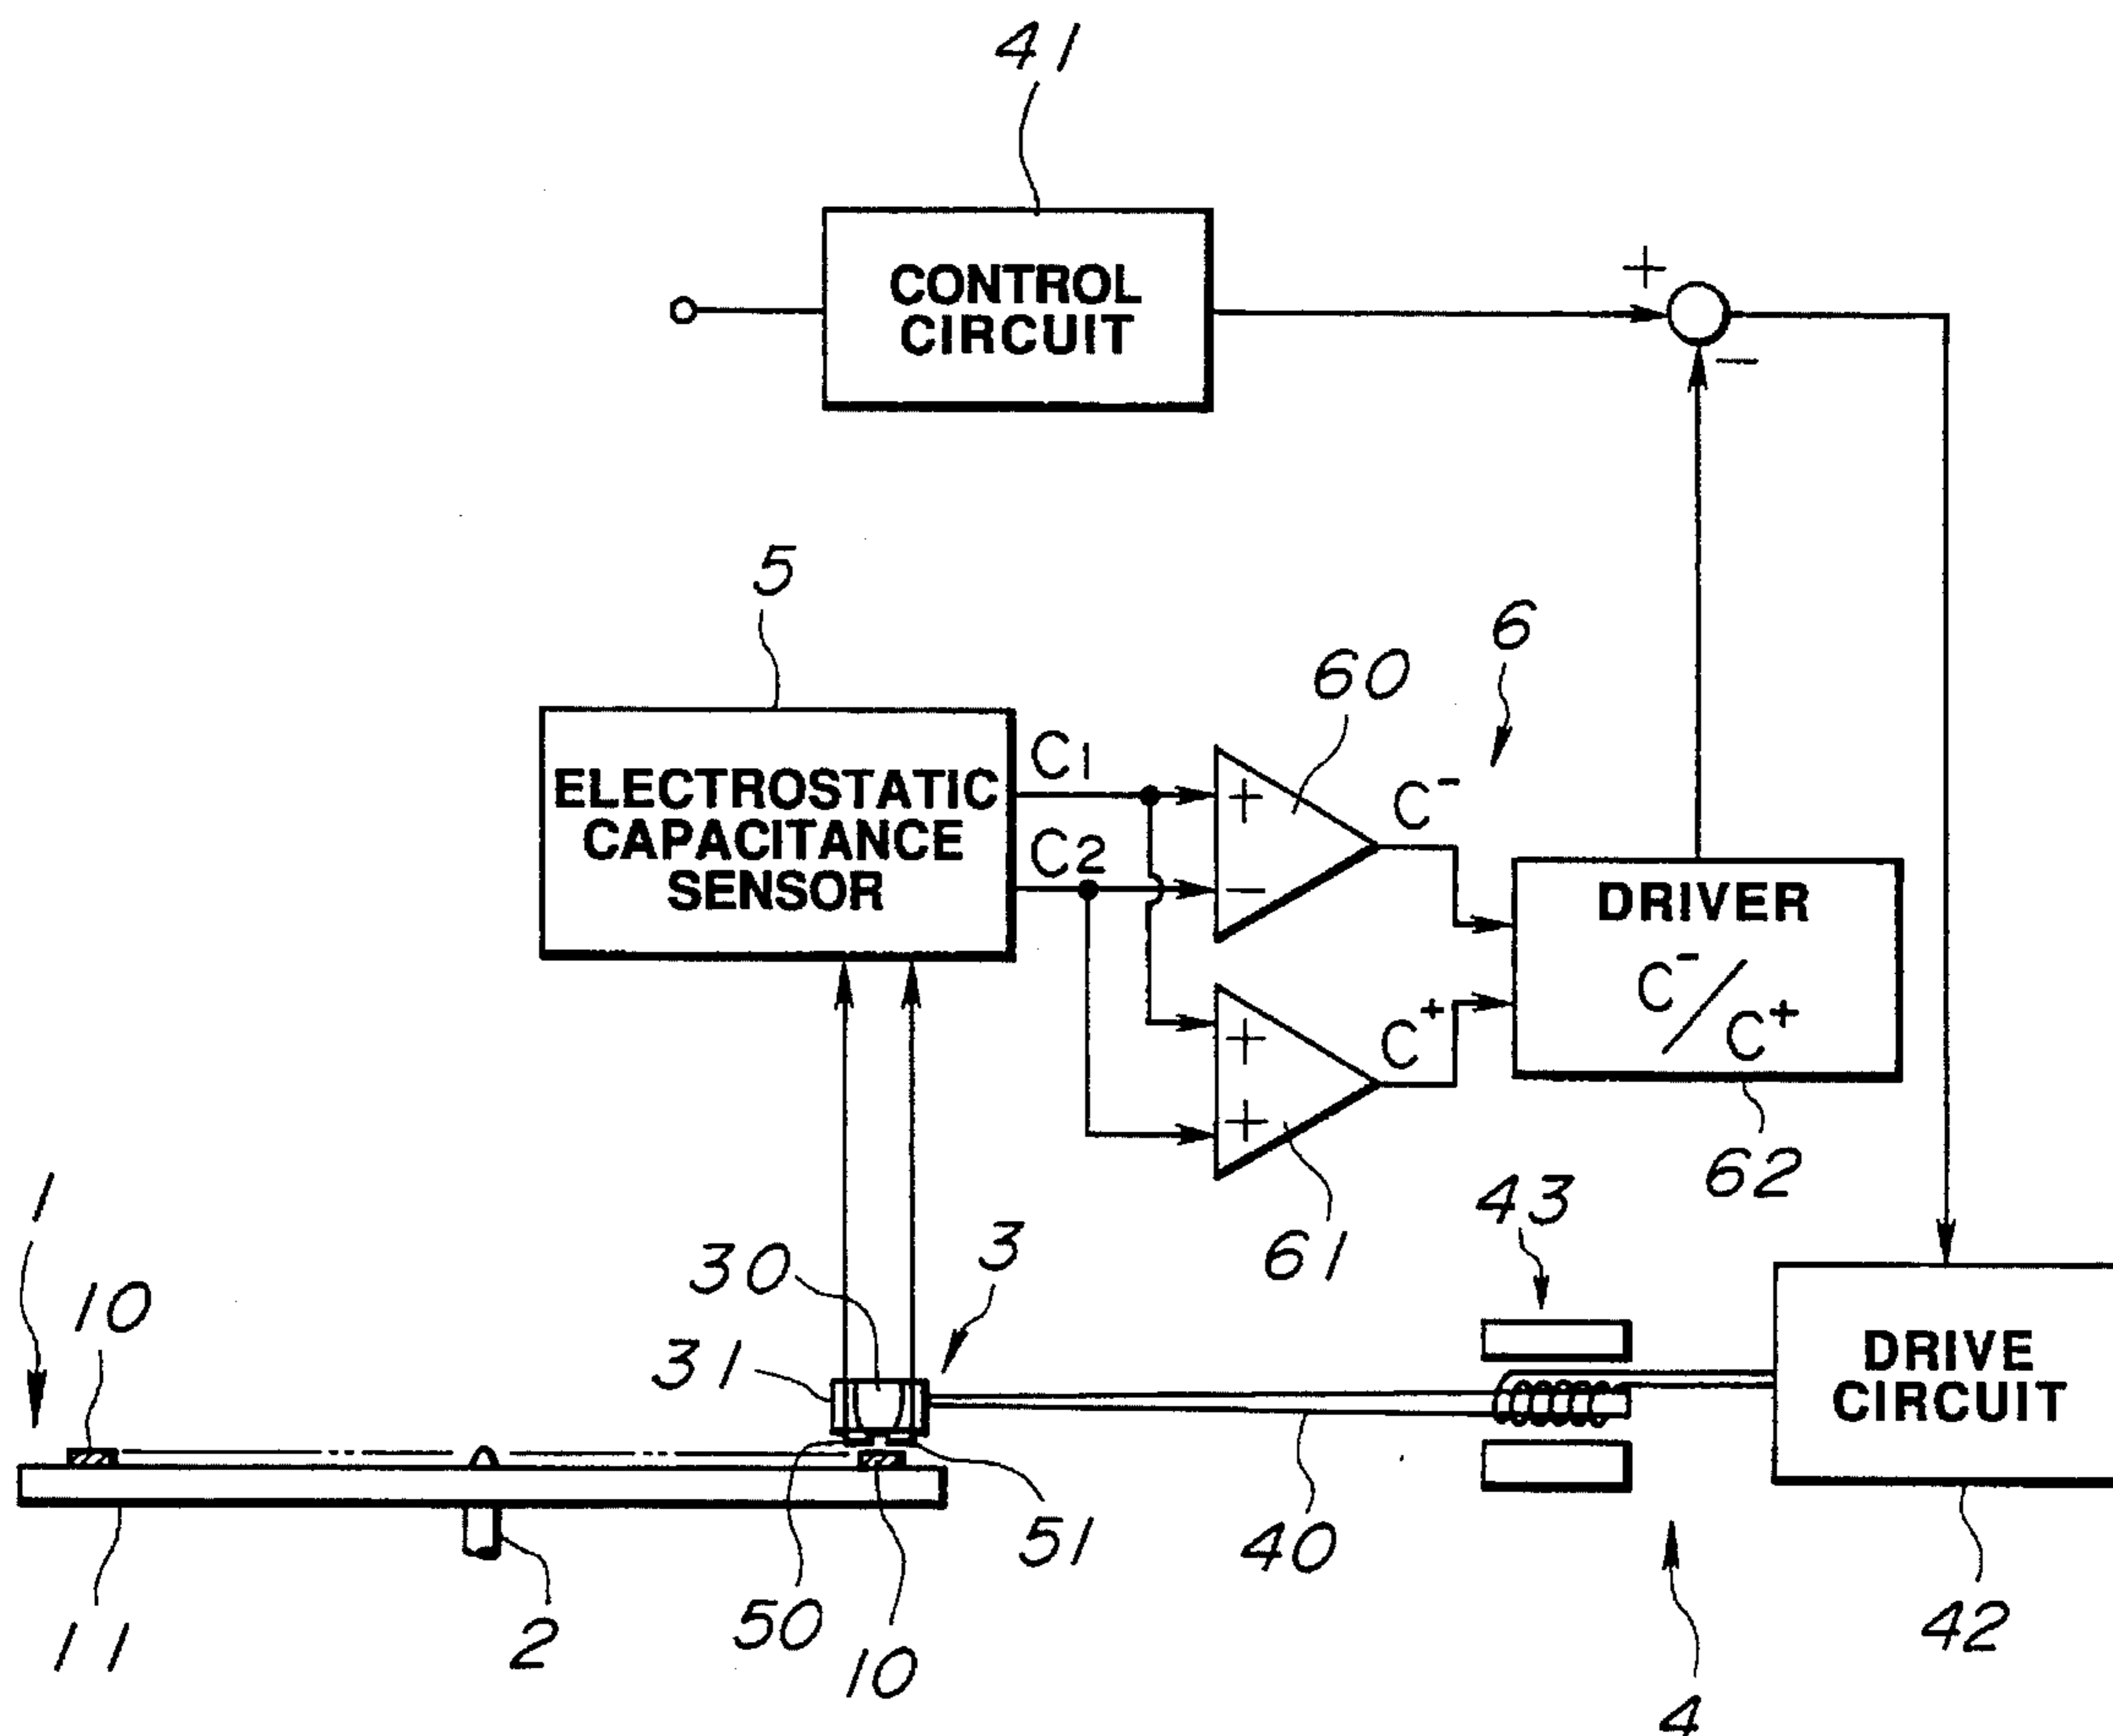 41
CONTROL
CIRCUIT
+
−
5
6
60
ELECTROSTATIC
CAPACITANCE
SENSOR
C1
C2
+
−
C⁻
DRIVER
C⁻/C⁺
+
+
C⁺
62
61
43
1
10
30
3
31
DRIVE
CIRCUIT
40
51
50
10
11
2
42
4